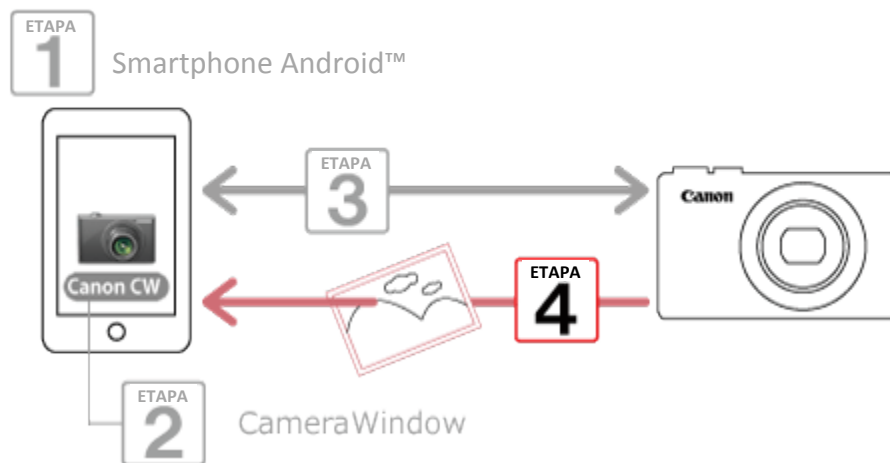 ETAPA
1
Smartphone Android™
ETAPA
3
Canon
Canon CW
ETAPA
4
ETAPA
2
CameraWindow